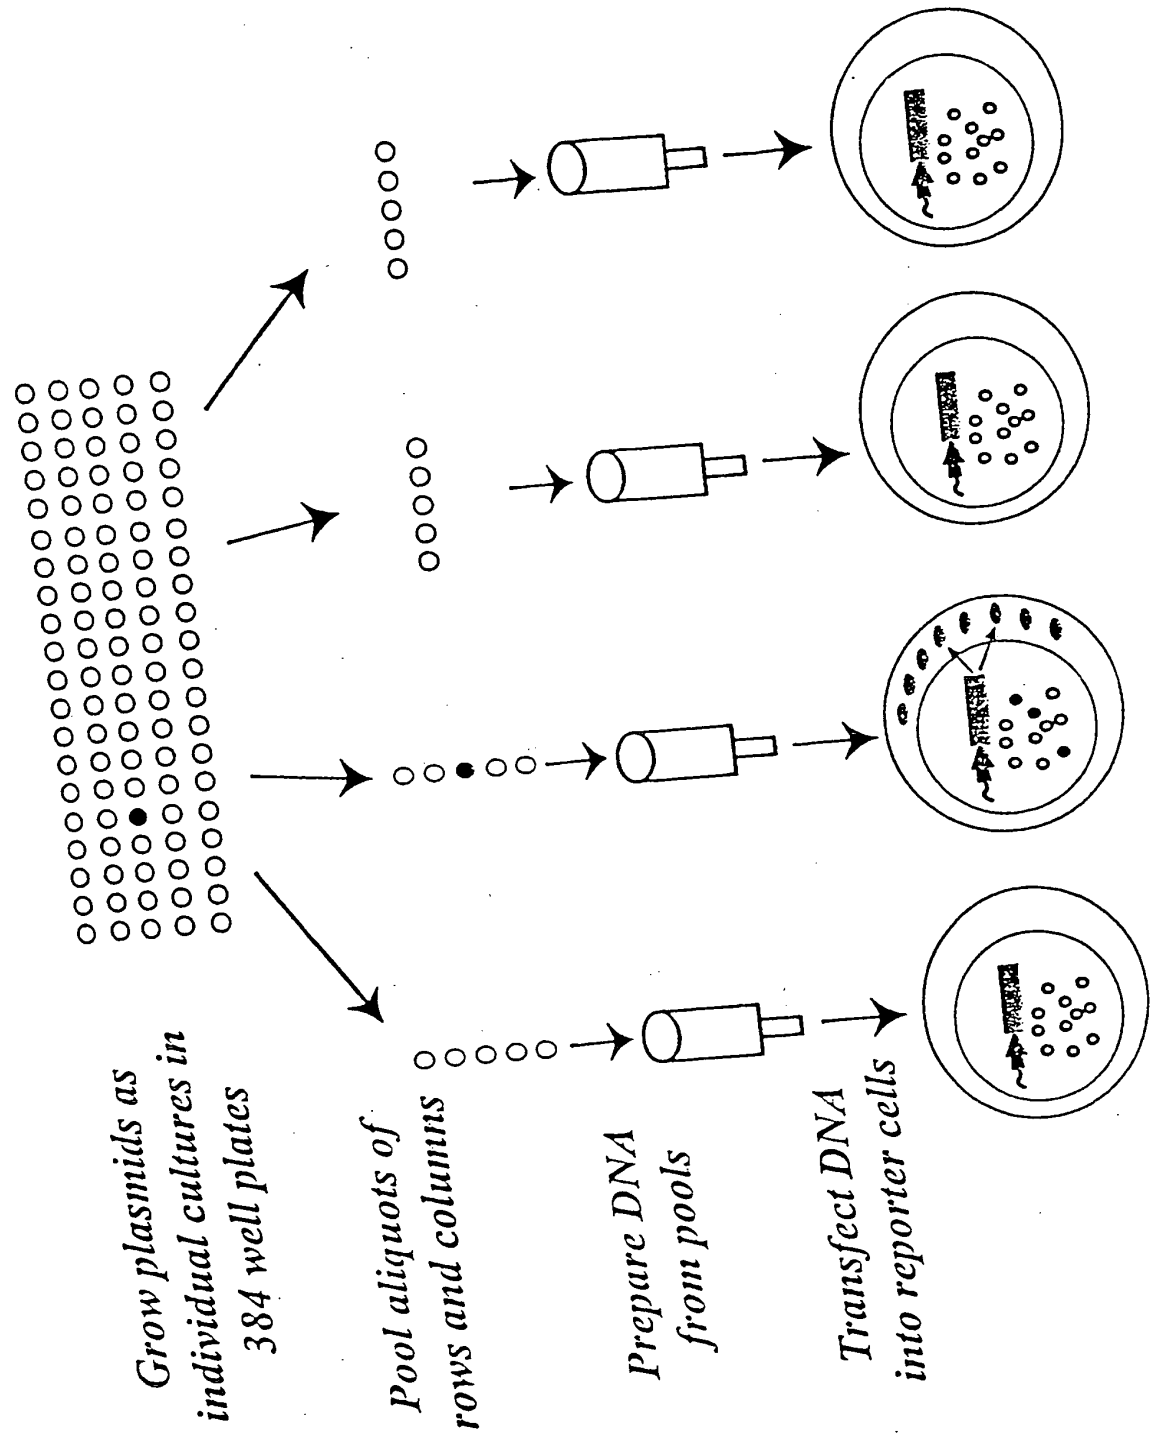 Grow plasmids as
individual cultures in
384 well plates
Pool aliquots of
rows and columns
Prepare DNA
from pools
Transfect DNA
into reporter cells